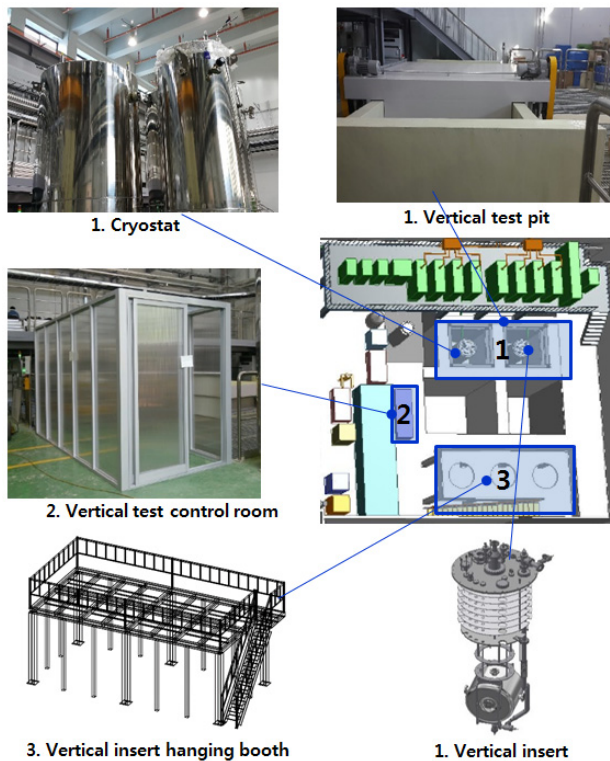 1. Cryostat
1. Vertical test pit
1
2
3
2. Vertical test control room
3. Vertical insert hanging booth
1. Vertical insert